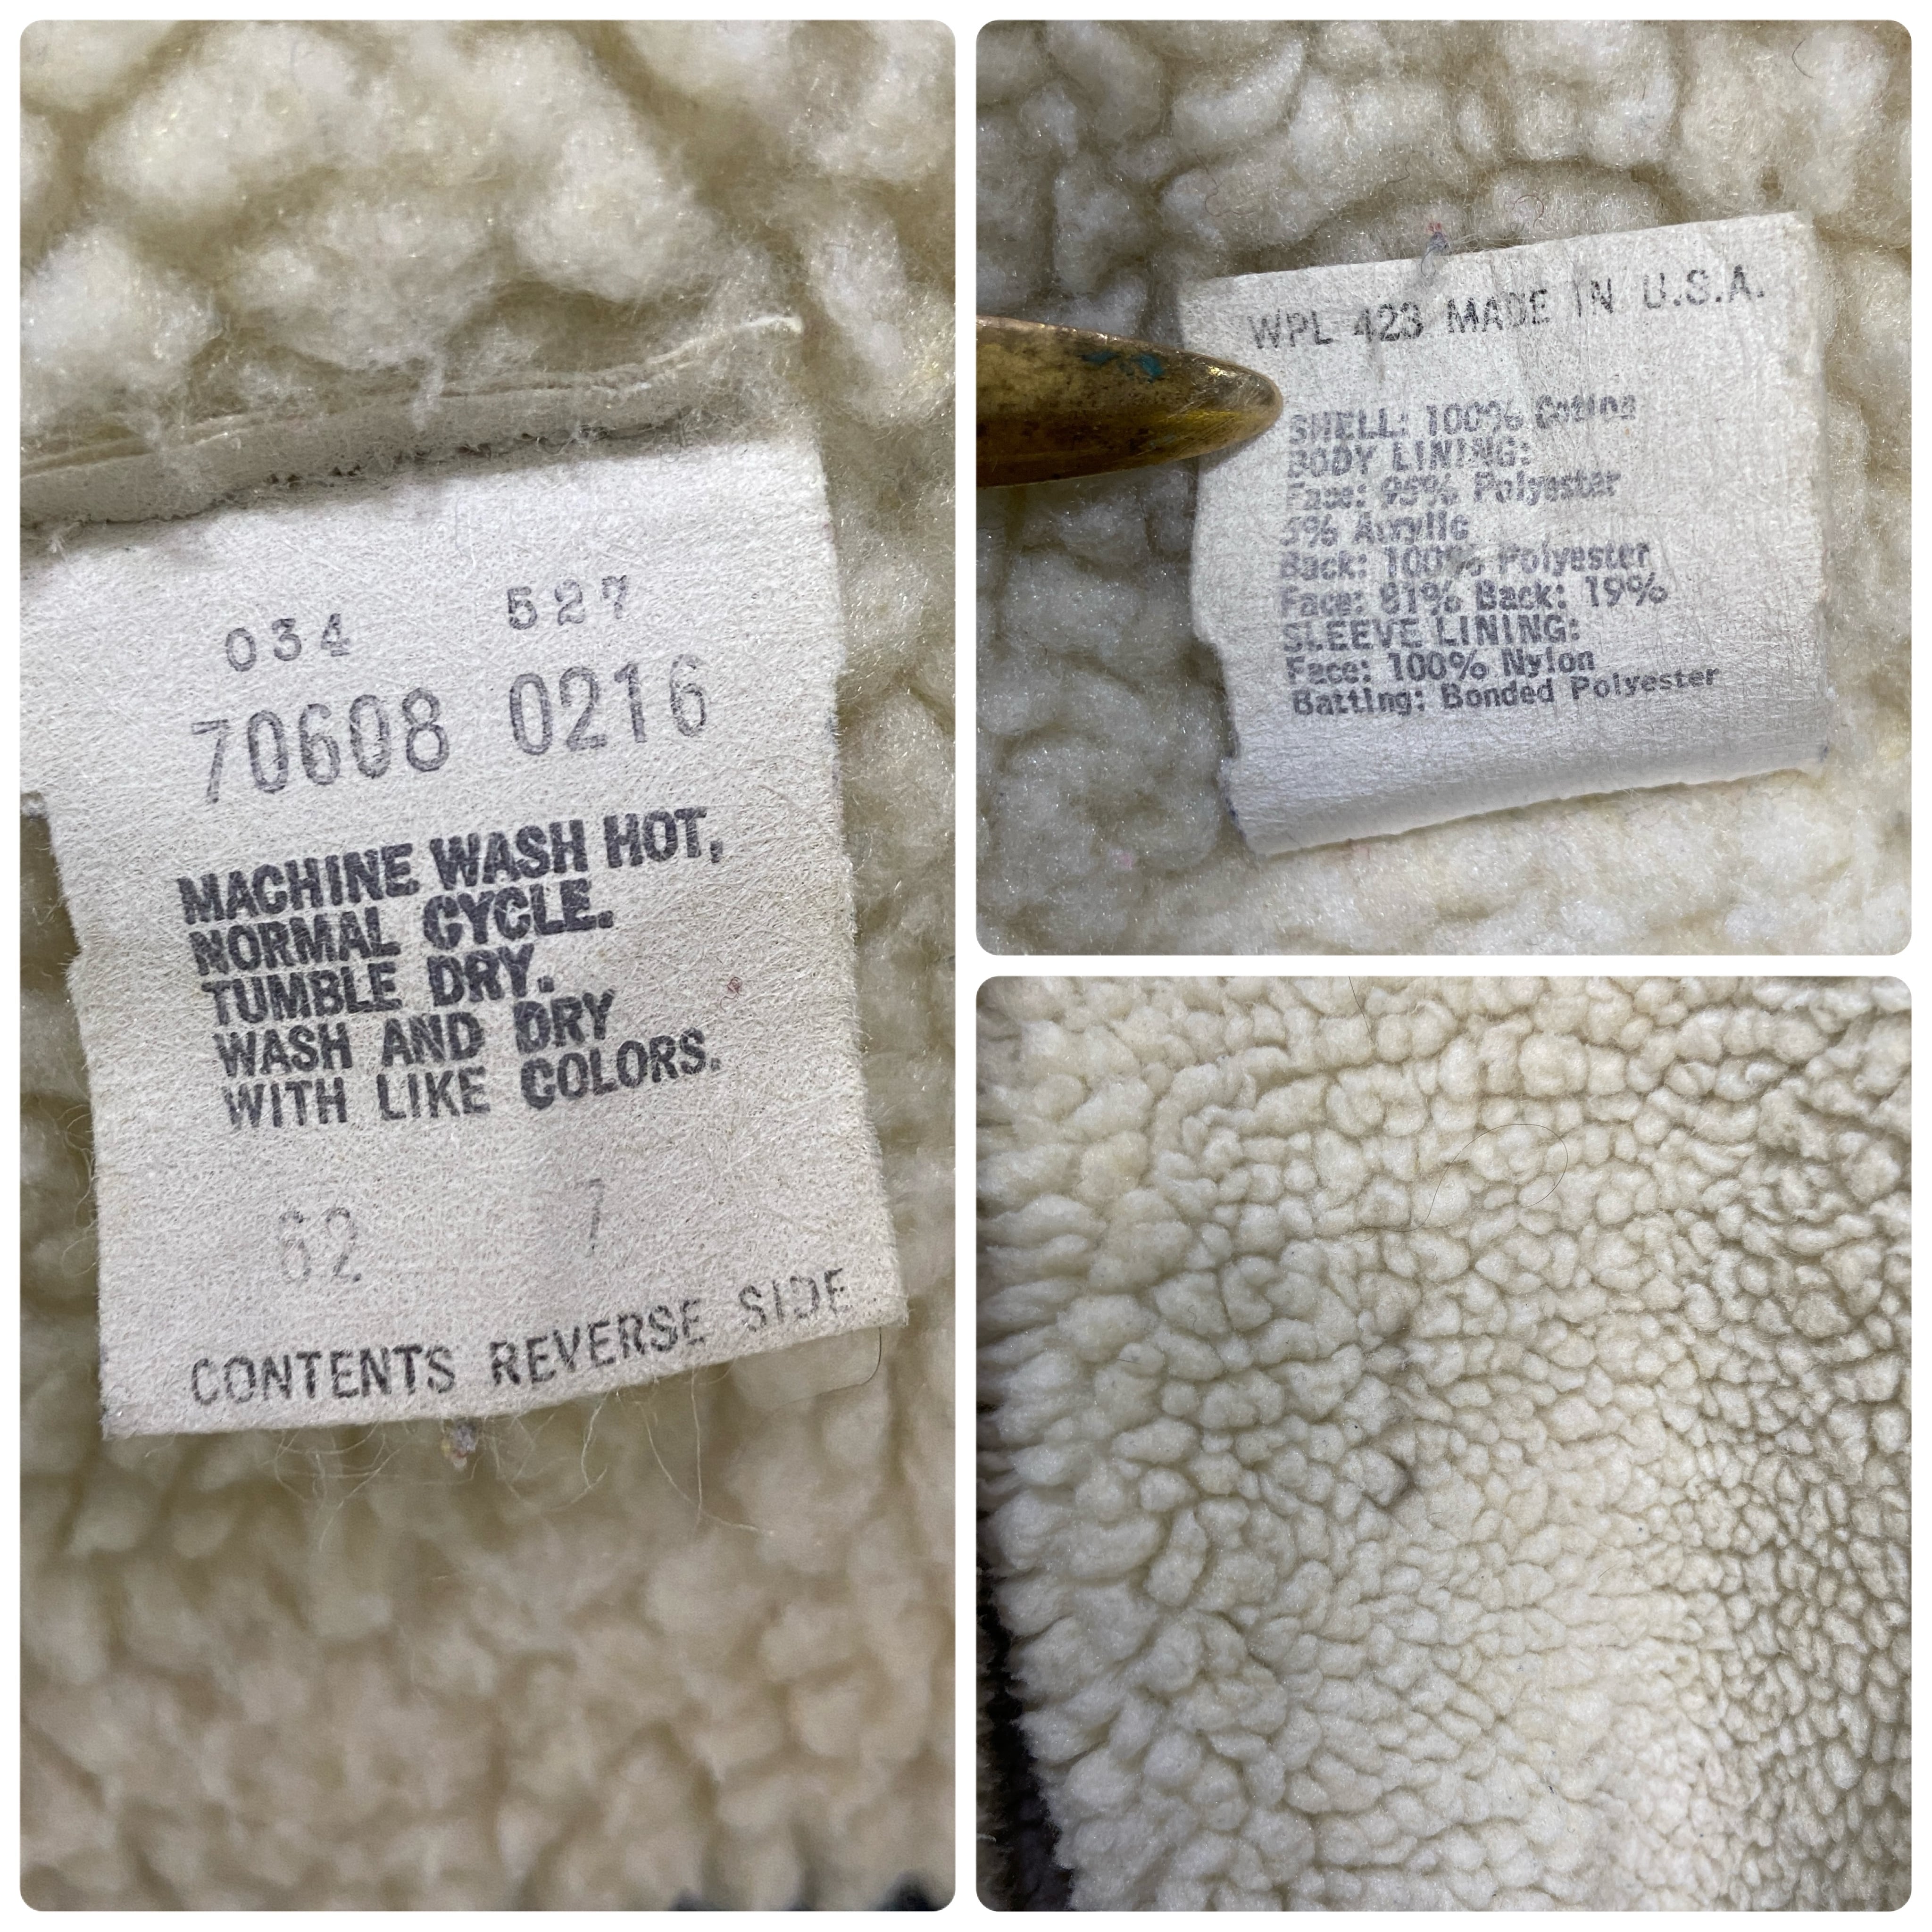 034 527
70608 0216
MACHINE WASH HOT,
NORMAL CYCLE.
TUMBLE DRY.
WASH AND DRY
WITH LIKE COLORS.
62 7
CONTENTS REVERSE SIDE
WPL 423 MADE IN U.S.A.
SHELL: 100% Cotton
BODY LINING:
Face: 95% Polyester
5% Acrylic
Back: 100% Polyester
Face: 81% Back: 19%
SLEEVE LINING:
Face: 100% Nylon
Batting: Bonded Polyester